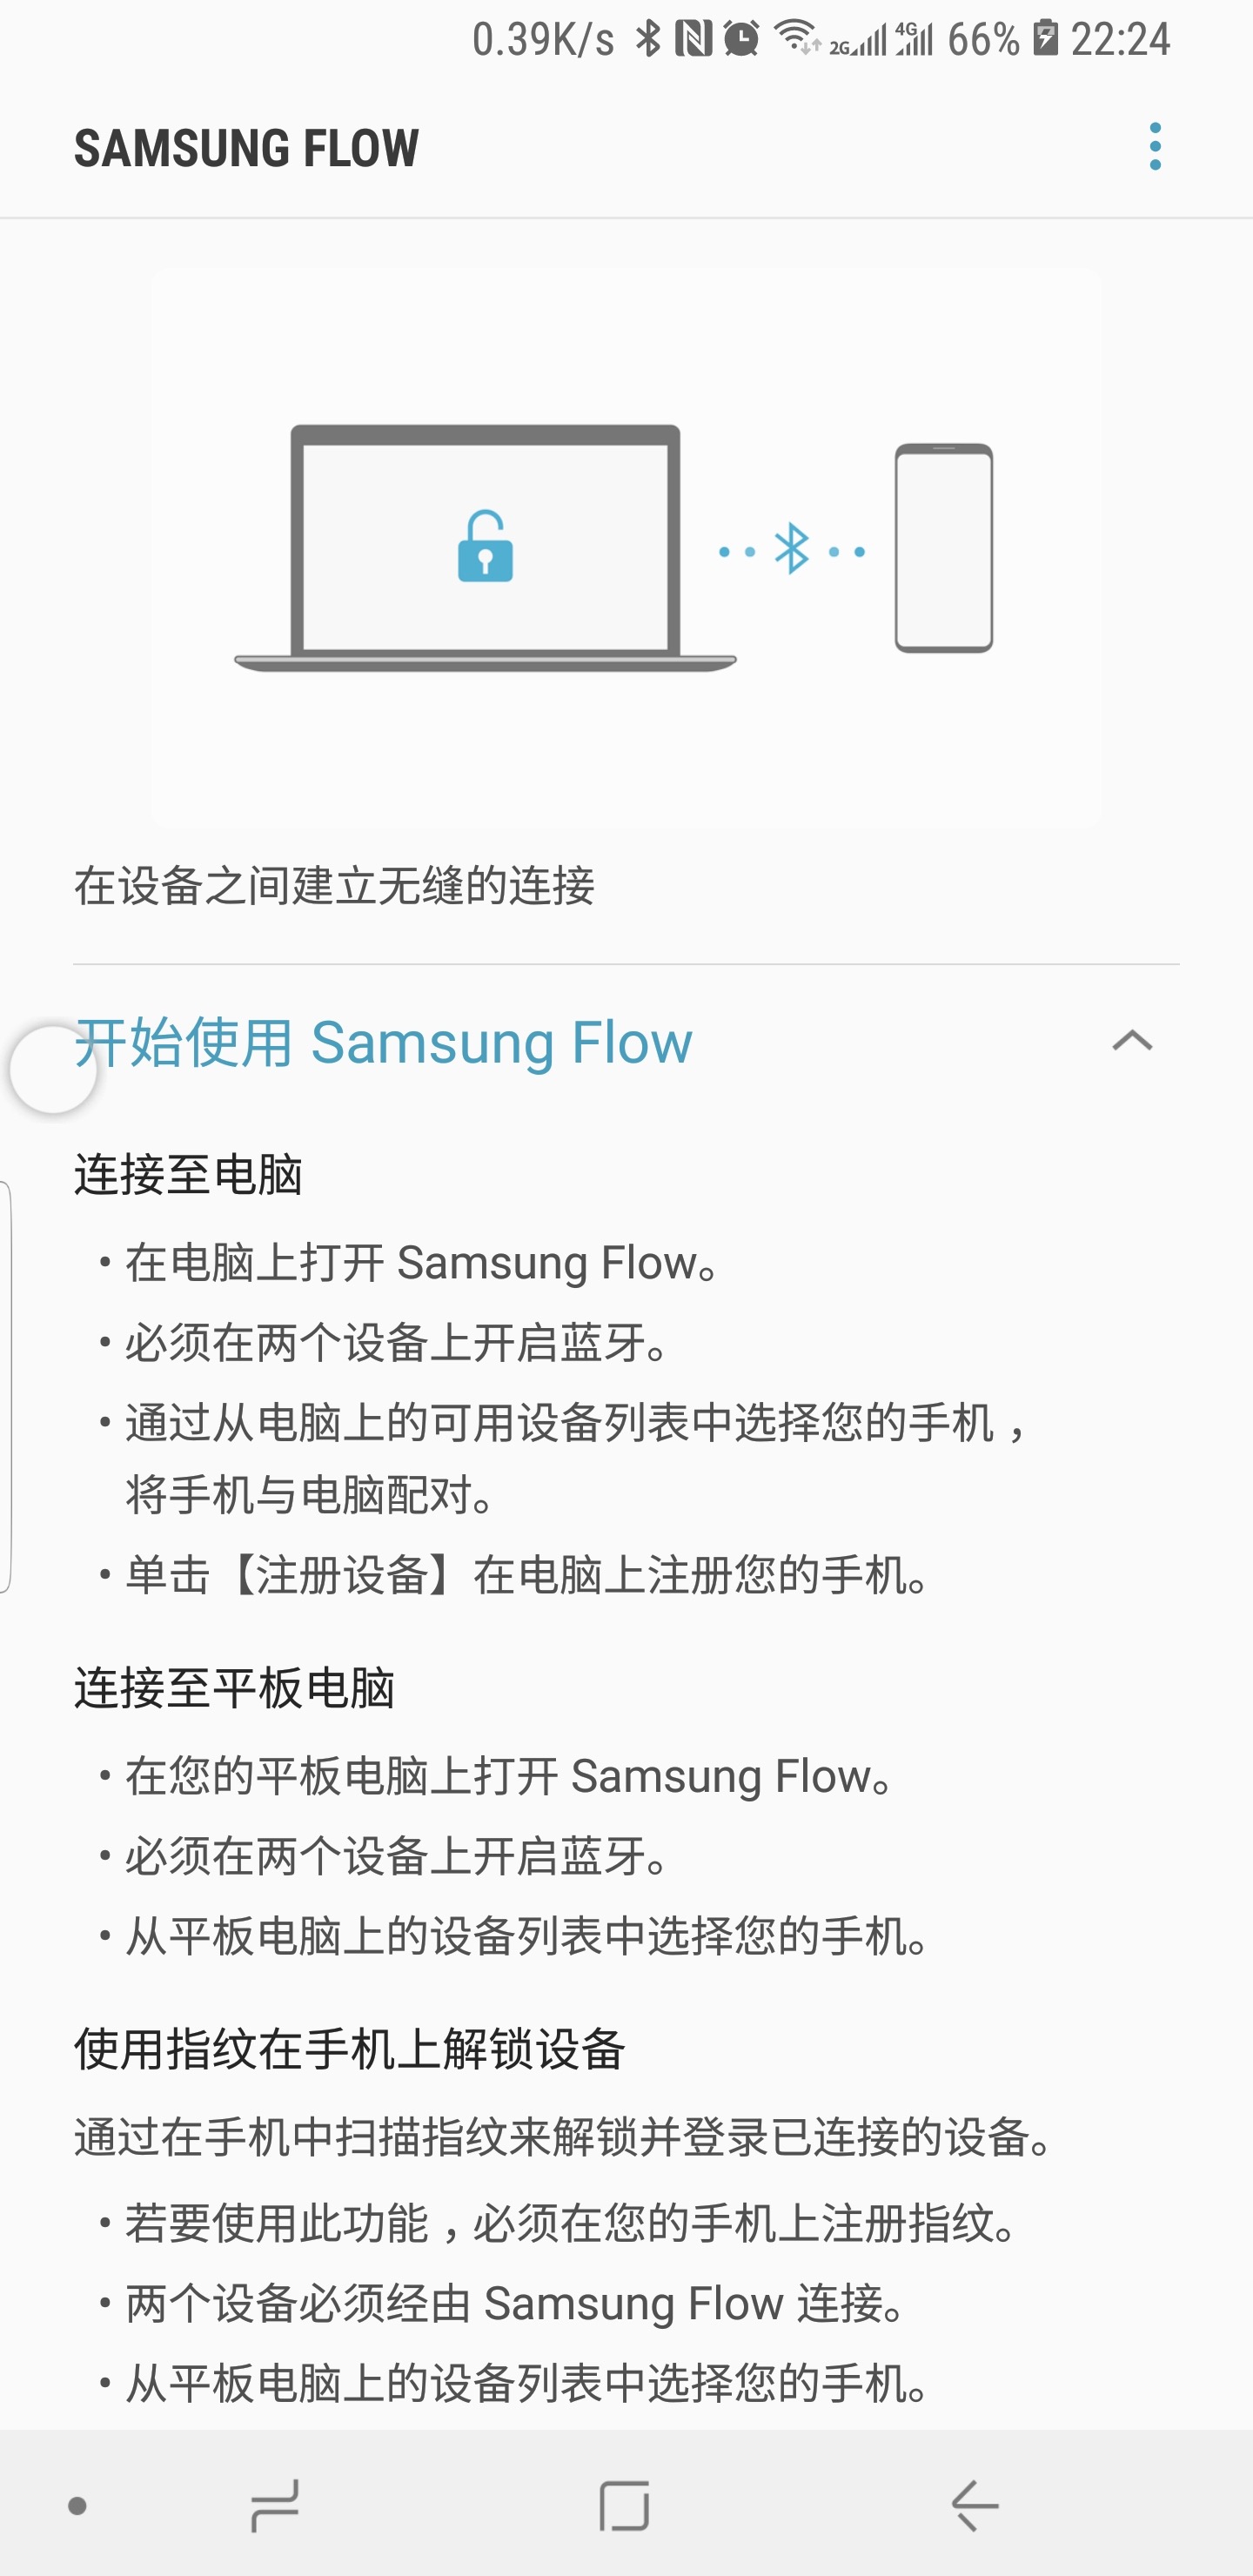 0.39K/s 2G 4G 66% 22:24
SAMSUNG FLOW
在设备之间建立无缝的连接
开始使用 Samsung Flow
连接至电脑
• 在电脑上打开 Samsung Flow。
• 必须在两个设备上开启蓝牙。
• 通过从电脑上的可用设备列表中选择您的手机，
将手机与电脑配对。
• 单击【注册设备】在电脑上注册您的手机。
连接至平板电脑
• 在您的平板电脑上打开 Samsung Flow。
• 必须在两个设备上开启蓝牙。
• 从平板电脑上的设备列表中选择您的手机。
使用指纹在手机上解锁设备
通过在手机中扫描指纹来解锁并登录已连接的设备。
• 若要使用此功能，必须在您的手机上注册指纹。
• 两个设备必须经由 Samsung Flow 连接。
• 从平板电脑上的设备列表中选择您的手机。